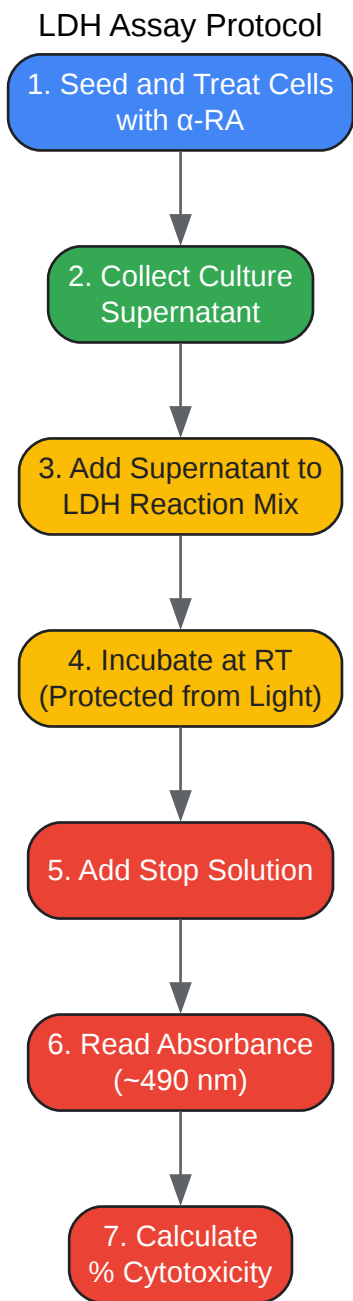 LDH Assay Protocol
1. Seed and Treat Cells
with α-RA
2. Collect Culture
Supernatant
3. Add Supernatant to
LDH Reaction Mix
4. Incubate at RT
(Protected from Light)
5. Add Stop Solution
6. Read Absorbance
(~490 nm)
7. Calculate
% Cytotoxicity